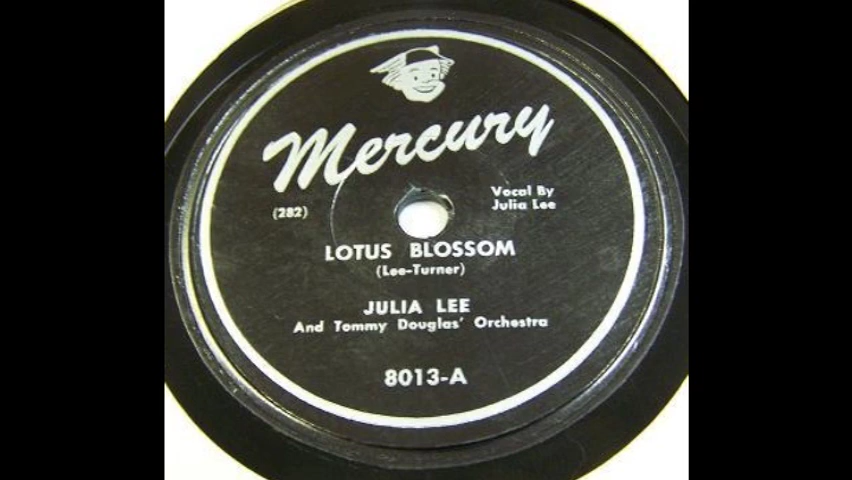 Mercury
(282)
Vocal By
Julia Lee
LOTUS BLOSSOM
(Lee-Turner)
JULIA LEE
And Tommy Douglas' Orchestra
8013-A